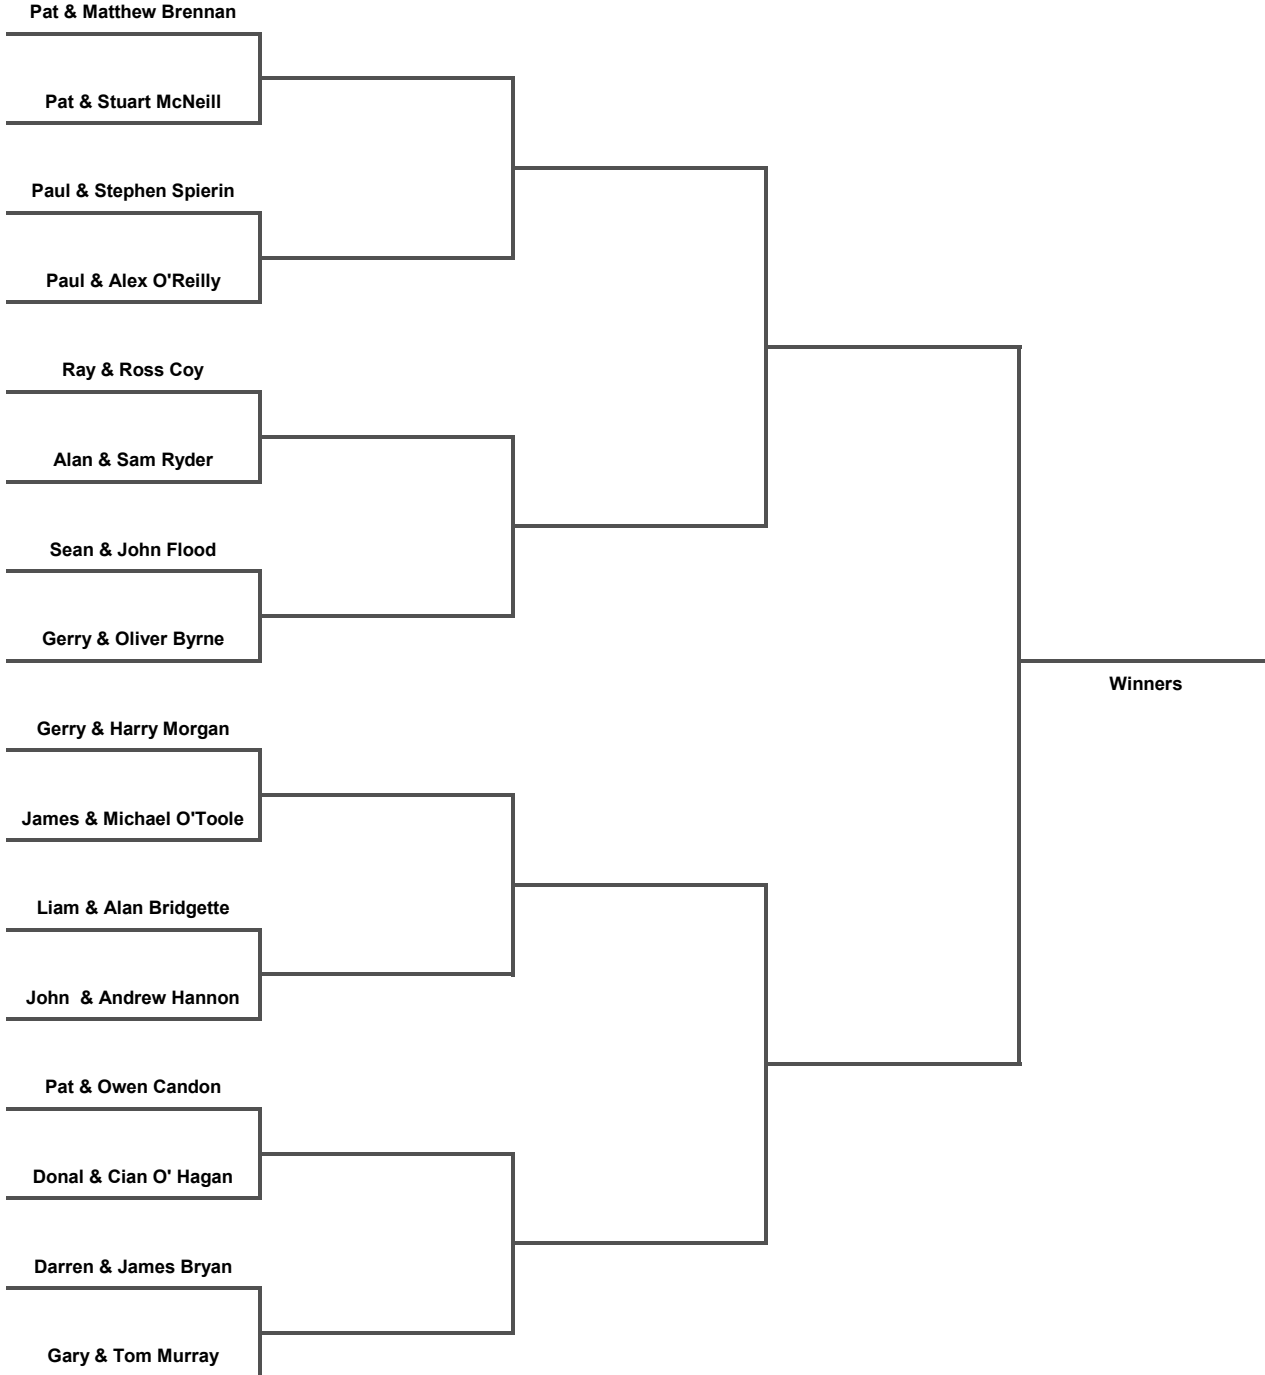 Pat & Matthew Brennan
Pat & Stuart McNeill
Paul & Stephen Spierin
Paul & Alex O'Reilly
Ray & Ross Coy
Alan & Sam Ryder
Sean & John Flood
Gerry & Oliver Byrne
Winners
Gerry & Harry Morgan
James & Michael O'Toole
Liam & Alan Bridgette
John  & Andrew Hannon
Pat & Owen Candon
Donal & Cian O' Hagan
Darren & James Bryan
Gary & Tom Murray